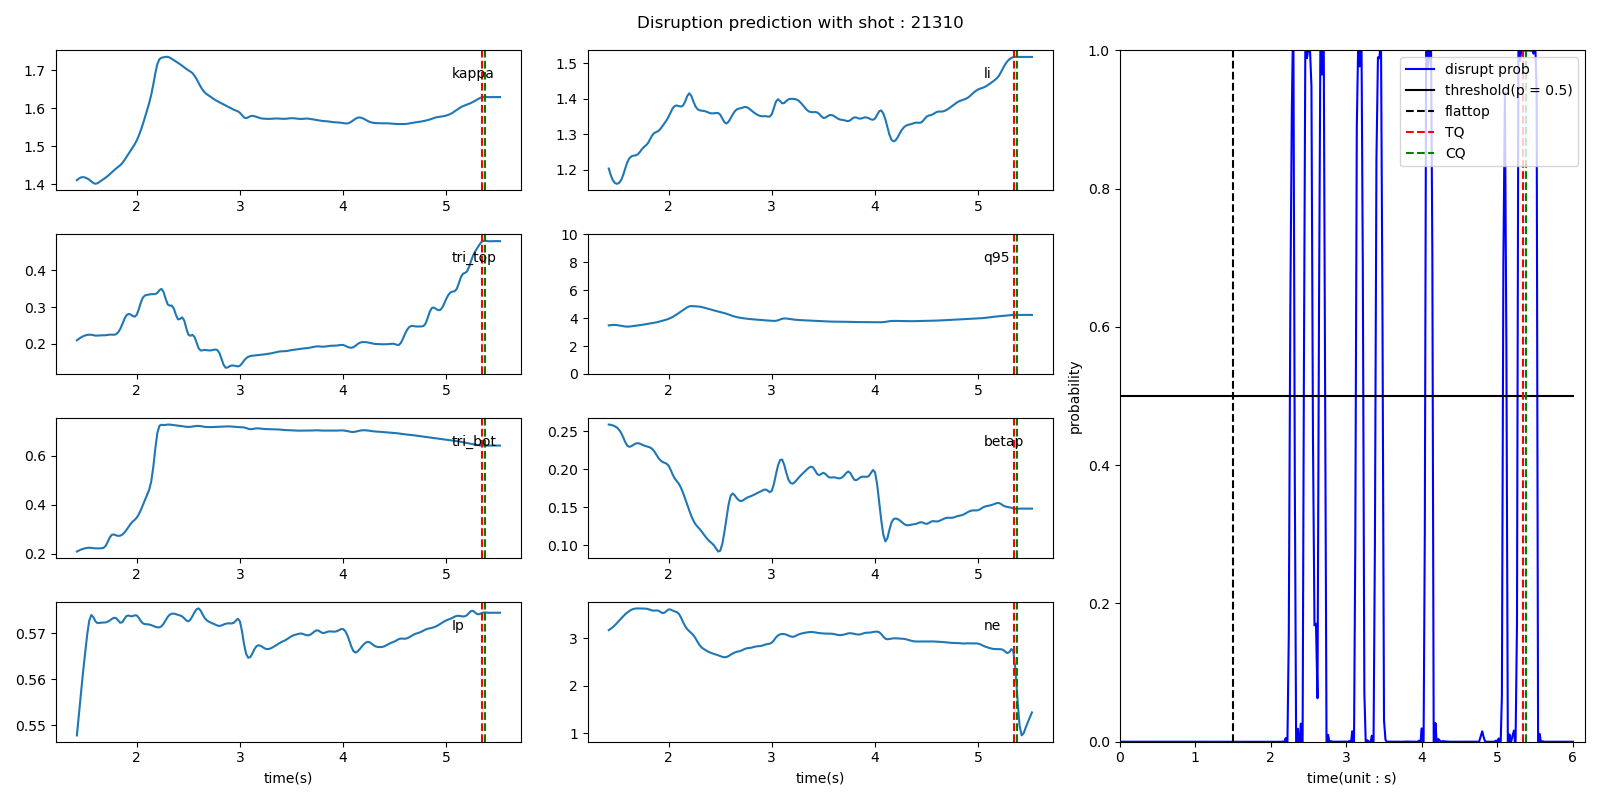 Disruption prediction with shot : 21310
kappa
1.7
1.6
1.5
1.4
2 3 4 5
li
1.5
1.4
1.3
1.2
2 3 4 5
tri_top
0.4
0.3
0.2
2 3 4 5
q95
10
8
6
4
2
0
2 3 4 5
tri_bot
0.6
0.4
0.2
2 3 4 5
betap
0.25
0.20
0.15
0.10
2 3 4 5
Ip
0.57
0.56
0.55
2 3 4 5
time(s)
ne
3
2
1
2 3 4 5
time(s)
disrupt prob
threshold(p = 0.5)
flattop
TQ
CQ
probability
1.0
0.8
0.6
0.4
0.2
0.0
0 1 2 3 4 5 6
time(unit : s)